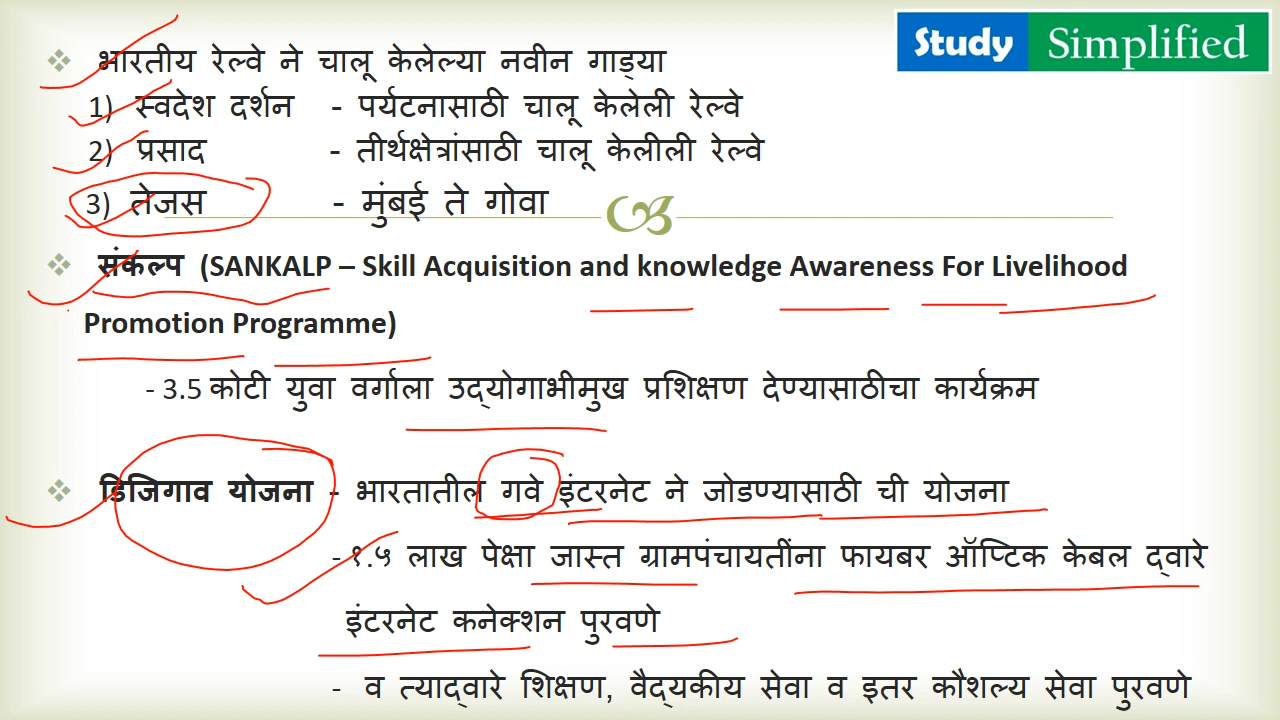 Study Simplified
भारतीय रेल्वे ने चालू केलेल्या नवीन गाड्या
1) स्वदेश दर्शन - पर्यटनासाठी चालू केलेली रेल्वे
2) प्रसाद - तीर्थक्षेत्रांसाठी चालू केलीली रेल्वे
3) तेजस - मुंबई ते गोवा
संकल्प (SANKALP – Skill Acquisition and knowledge Awareness For Livelihood
Promotion Programme)
- 3.5 कोटी युवा वर्गाला उद्योगाभीमुख प्रशिक्षण देण्यासाठीचा कार्यक्रम
डिजिगाव योजना - भारतातील गवे इंटरनेट ने जोडण्यासाठी ची योजना
- १.५ लाख पेक्षा जास्त ग्रामपंचायतींना फायबर ऑप्टिक केबल द्वारे
इंटरनेट कनेक्शन पुरवणे
- व त्याद्वारे शिक्षण, वैद्यकीय सेवा व इतर कौशल्य सेवा पुरवणे